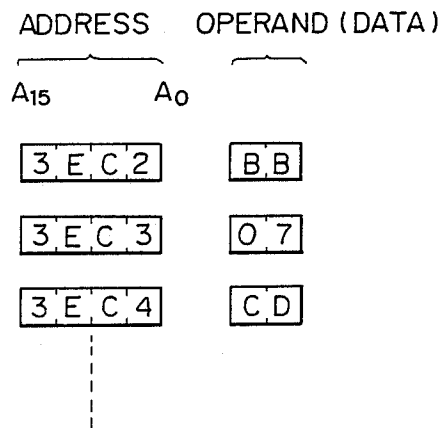 ADDRESS OPERAND (DATA)
A15 A0
3EC2 BB
3EC3 07
3EC4 CD